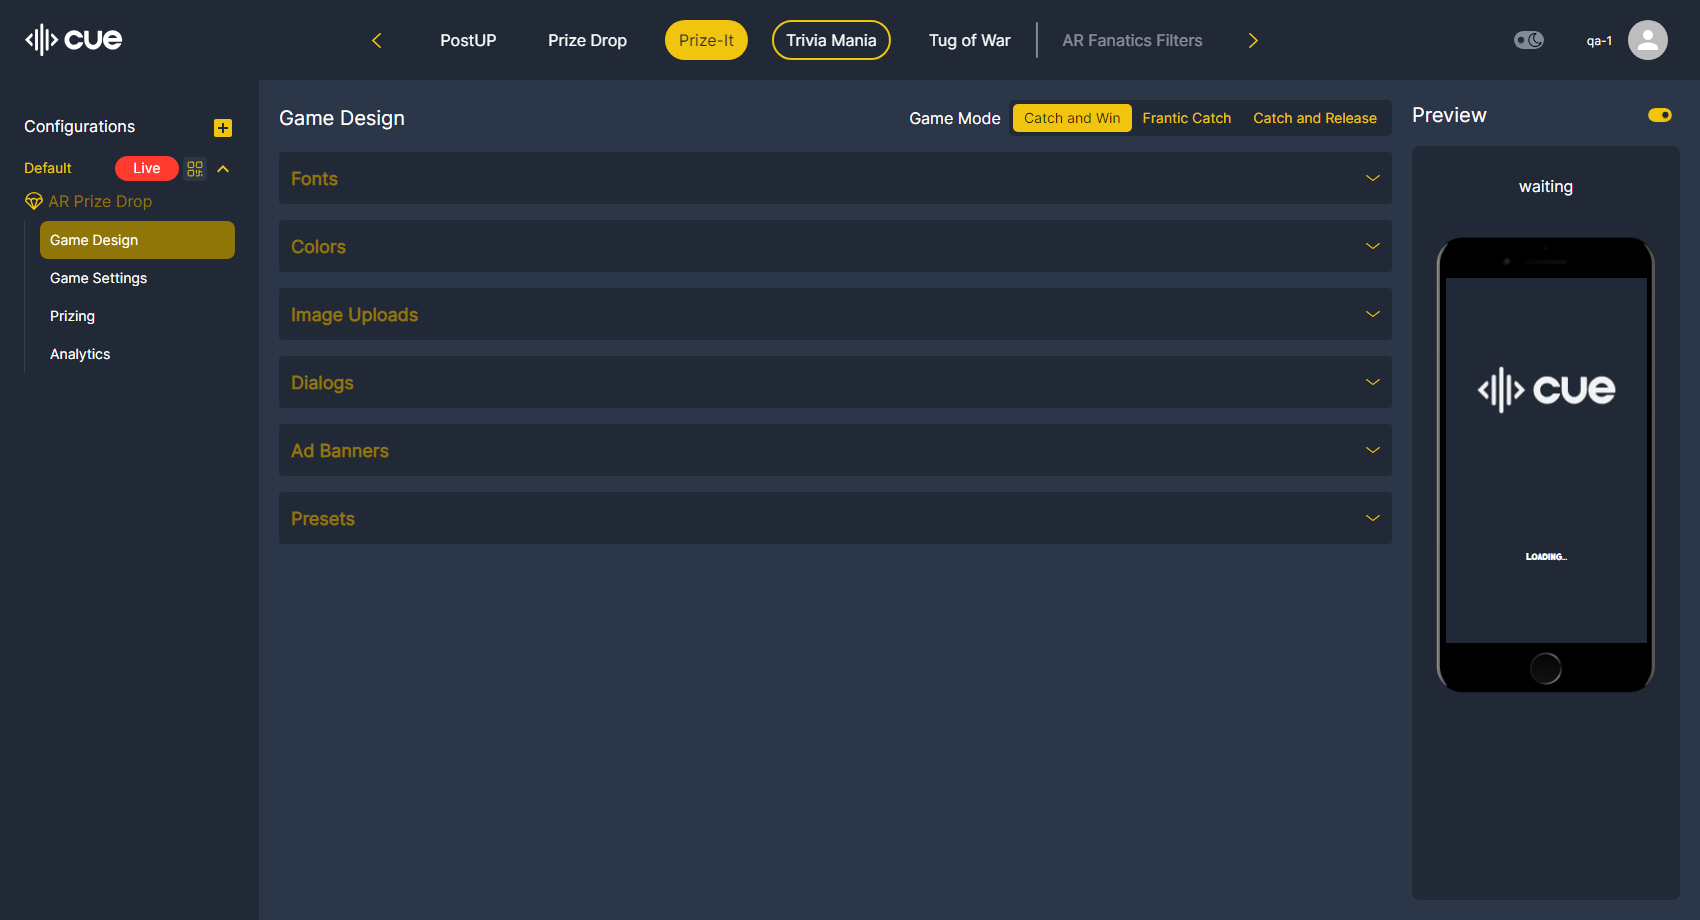 cue
PostUP
Prize Drop
Prize-It
Trivia Mania
Tug of War
AR Fanatics Filters
qa-1
Configurations
Default
Live
AR Prize Drop
Game Design
Game Settings
Prizing
Analytics
Game Design
Game Mode
Catch and Win
Frantic Catch
Catch and Release
Fonts
Colors
Image Uploads
Dialogs
Ad Banners
Presets
Preview
waiting
cue
LOADING...